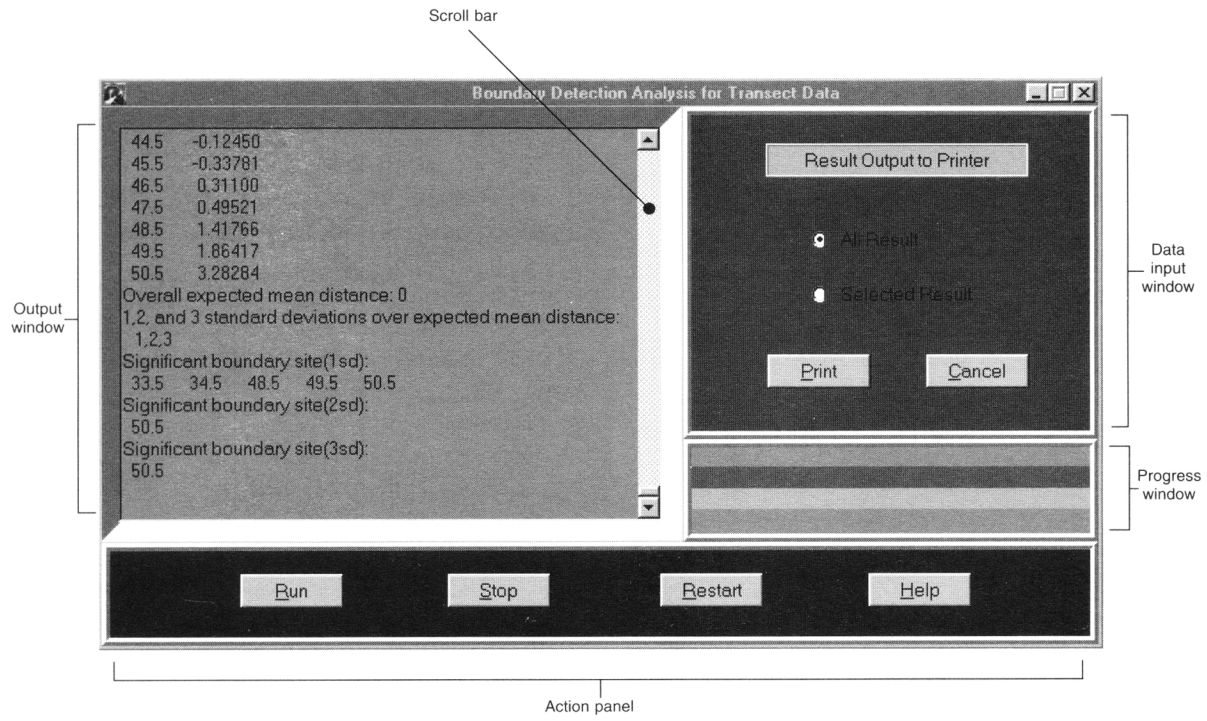 Scroll bar
Boundary Detection Analysis for Transect Data
Output
window
44.5 -0.12450
45.5 -0.33781
46.5 0.31100
47.5 0.49521
48.5 1.41766
49.5 1.86417
50.5 3.28284
Overall expected mean distance: 0
1,2, and 3 standard deviations over expected mean distance:
1,2,3
Significant boundary site(1sd):
33.5 34.5 48.5 49.5 50.5
Significant boundary site(2sd):
50.5
Significant boundary site(3sd):
50.5
Result Output to Printer
All Result
Selected Result
Print Cancel
Data
input
window
Progress
window
Run Stop Restart Help
Action panel